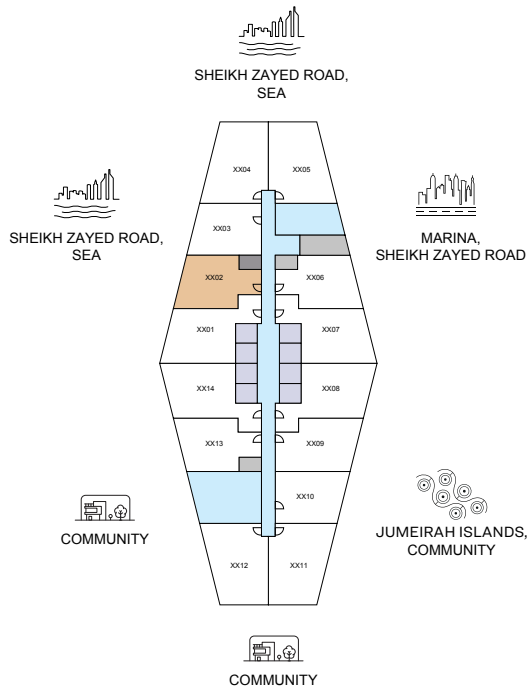 SHEIKH ZAYED ROAD,
SEA
XX04
XX05
SHEIKH ZAYED ROAD,
SEA
XX03
MARINA,
SHEIKH ZAYED ROAD
XX02
XX06
XX01
XX07
XX14
XX08
XX13
XX09
XX10
COMMUNITY
JUMEIRAH ISLANDS,
COMMUNITY
XX12
XX11
COMMUNITY